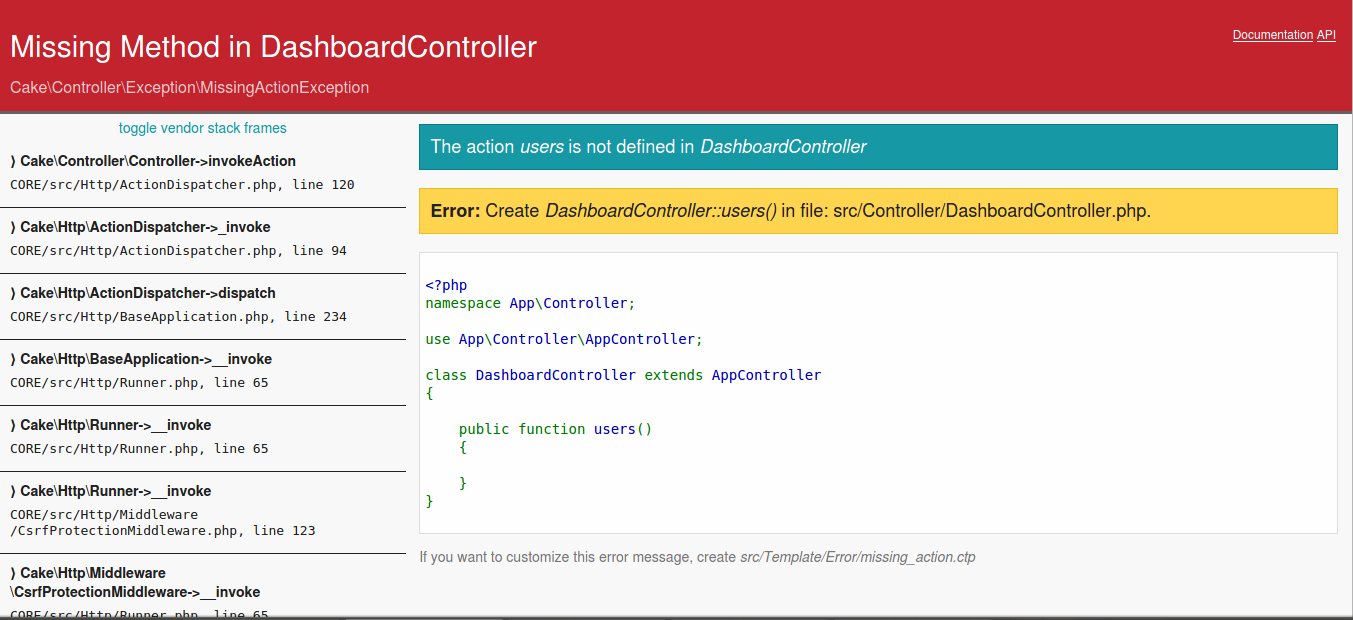 Missing Method in DashboardController
Documentation API
Cake\Controller\Exception\MissingActionException
toggle vendor stack frames
⟩ Cake\Controller\Controller->invokeAction
CORE/src/Http/ActionDispatcher.php, line 120
⟩ Cake\Http\ActionDispatcher->_invoke
CORE/src/Http/ActionDispatcher.php, line 94
⟩ Cake\Http\ActionDispatcher->dispatch
CORE/src/Http/BaseApplication.php, line 234
⟩ Cake\Http\BaseApplication->__invoke
CORE/src/Http/Runner.php, line 65
⟩ Cake\Http\Runner->__invoke
CORE/src/Http/Runner.php, line 65
⟩ Cake\Http\Runner->__invoke
CORE/src/Http/Middleware
/CsrfProtectionMiddleware.php, line 123
⟩ Cake\Http\Middleware
\CsrfProtectionMiddleware->__invoke
CORE/src/Http/Runner.php, line 65
The action users is not defined in DashboardController
Error: Create DashboardController::users() in file: src/Controller/DashboardController.php.
<?php
namespace App\Controller;
use App\Controller\AppController;
class DashboardController extends AppController
{
public function users()
{
}
}
If you want to customize this error message, create src/Template/Error/missing_action.ctp